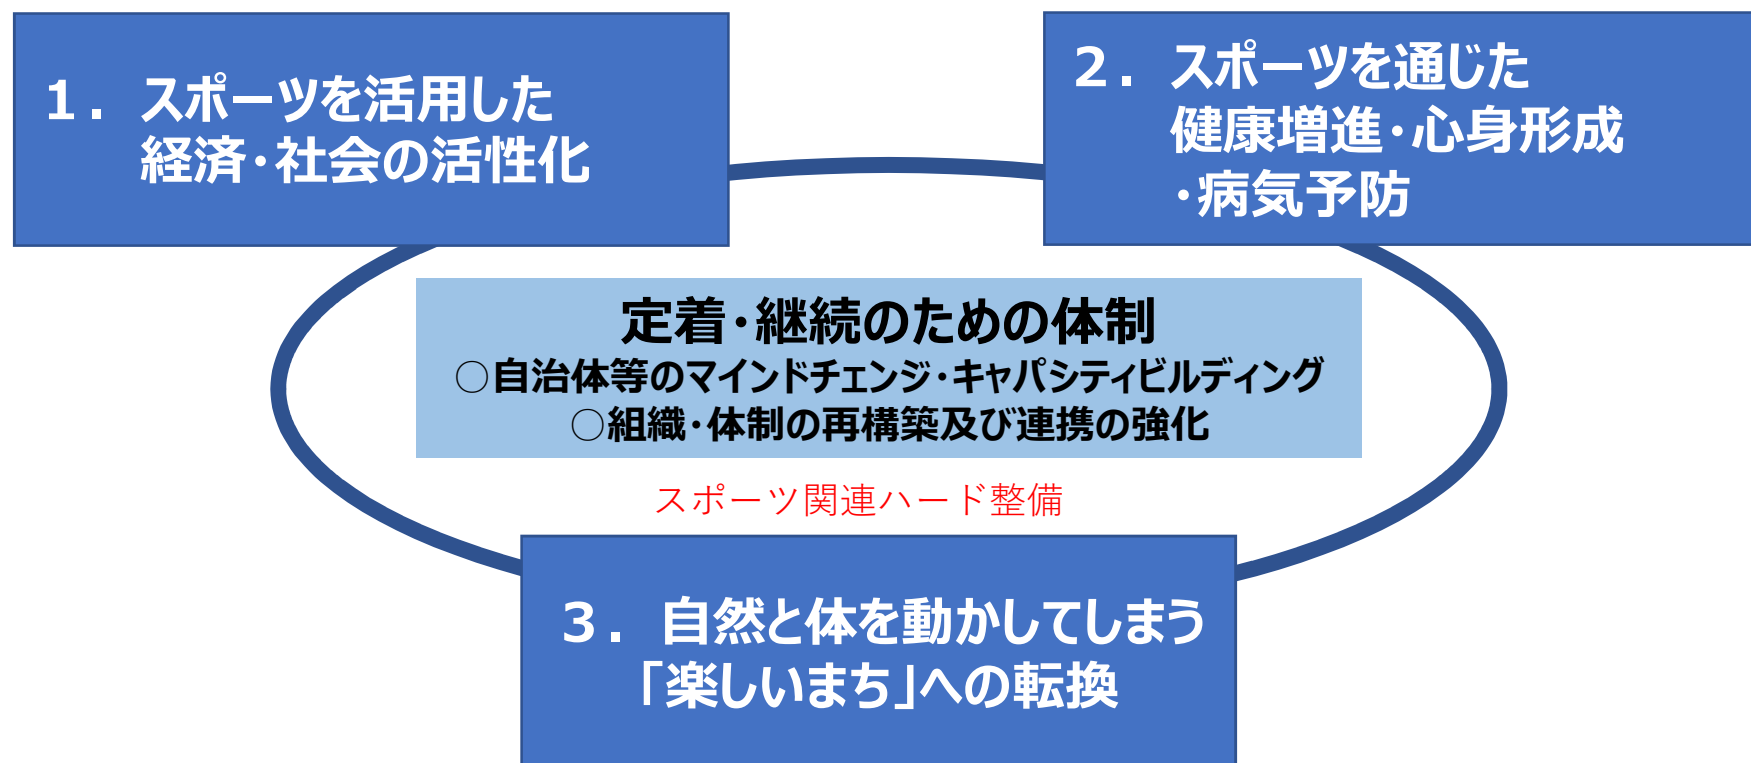 １．スポーツを活用した
経済・社会の活性化
２．スポーツを通じた
健康増進・心身形成
・病気予防
定着・継続のための体制
○自治体等のマインドチェンジ・キャパシティビルディング
○組織・体制の再構築及び連携の強化
スポーツ関連ハード整備
３．自然と体を動かしてしまう
「楽しいまち」への転換